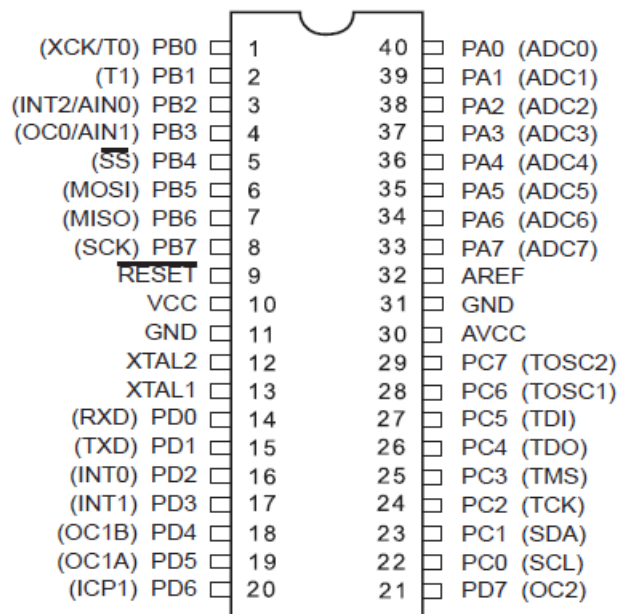 (XCK/T0) PB0 1 40 PA0 (ADC0)
(T1) PB1 2 39 PA1 (ADC1)
(INT2/AIN0) PB2 3 38 PA2 (ADC2)
(OC0/AIN1) PB3 4 37 PA3 (ADC3)
(SS) PB4 5 36 PA4 (ADC4)
(MOSI) PB5 6 35 PA5 (ADC5)
(MISO) PB6 7 34 PA6 (ADC6)
(SCK) PB7 8 33 PA7 (ADC7)
RESET 9 32 AREF
VCC 10 31 GND
GND 11 30 AVCC
XTAL2 12 29 PC7 (TOSC2)
XTAL1 13 28 PC6 (TOSC1)
(RXD) PD0 14 27 PC5 (TDI)
(TXD) PD1 15 26 PC4 (TDO)
(INT0) PD2 16 25 PC3 (TMS)
(INT1) PD3 17 24 PC2 (TCK)
(OC1B) PD4 18 23 PC1 (SDA)
(OC1A) PD5 19 22 PC0 (SCL)
(ICP1) PD6 20 21 PD7 (OC2)